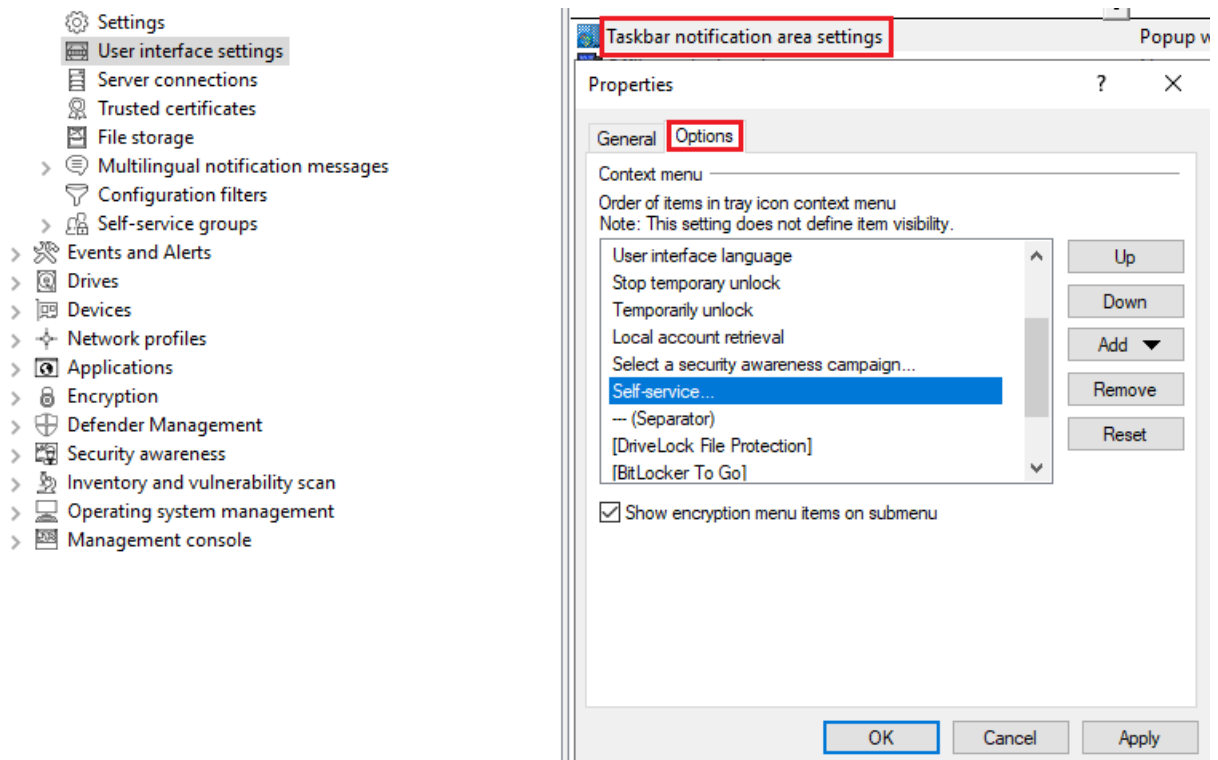 Settings
User interface settings
Server connections
Trusted certificates
File storage
Multilingual notification messages
Configuration filters
Self-service groups
Events and Alerts
Drives
Devices
Network profiles
Applications
Encryption
Defender Management
Security awareness
Inventory and vulnerability scan
Operating system management
Management console
Taskbar notification area settings
Popup w
Properties
?
General
Options
Context menu
Order of items in tray icon context menu
Note: This setting does not define item visibility.
User interface language
Stop temporary unlock
Temporarily unlock
Local account retrieval
Select a security awareness campaign...
Self-service...
--- (Separator)
[DriveLock File Protection]
[BitLocker To Go]
Up
Down
Add
Remove
Reset
Show encryption menu items on submenu
OK
Cancel
Apply